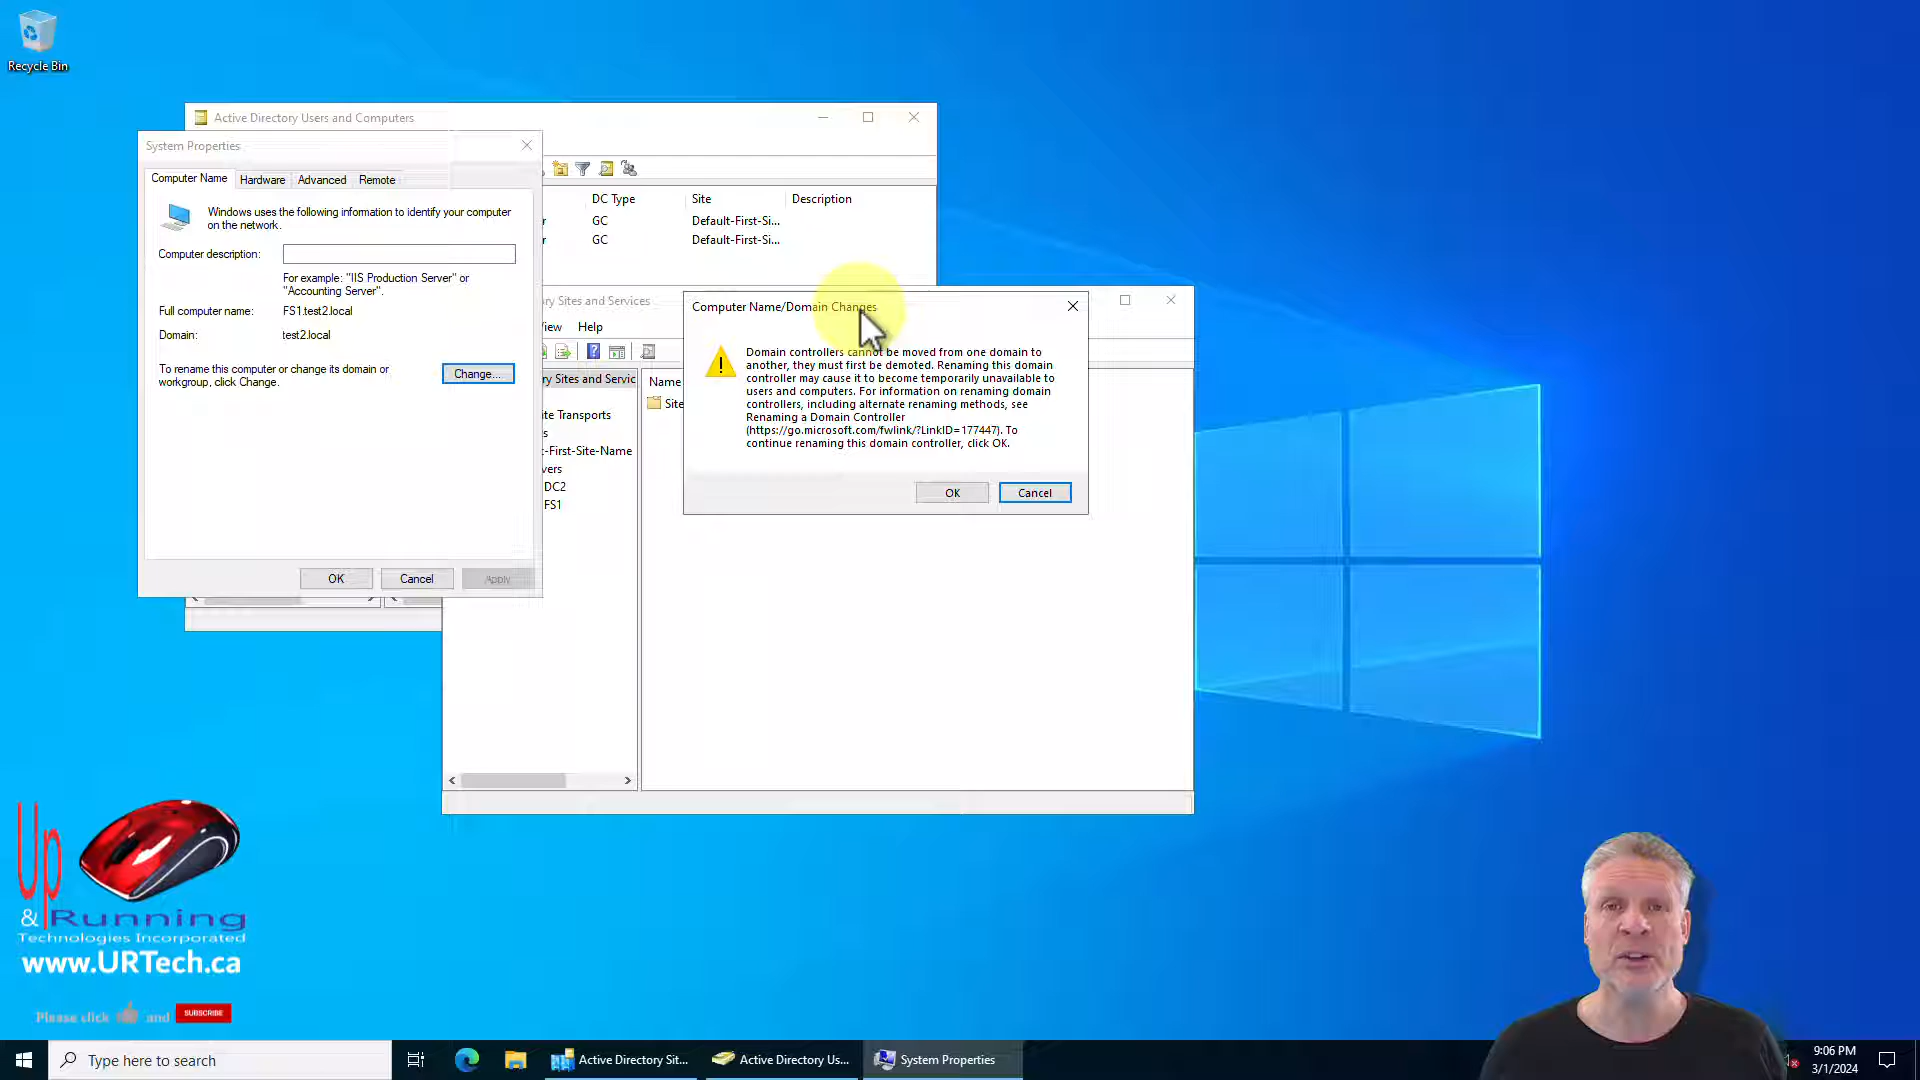 Recycle Bin
Active Directory Users and Computers
System Properties
Computer Name
Hardware
Advanced
Remote
Windows uses the following information to identify your computer
on the network.
Computer description:
For example: "IIS Production Server" or
"Accounting Server".
Full computer name:
FS1.test2.local
Domain:
test2.local
To rename this computer or change its domain or
workgroup, click Change.
Change...
OK
Cancel
Apply
DC Type
Site
Description
GC
Default-First-Si...
GC
Default-First-Si...
ry Sites and Services
iew
Help
ry Sites and Servic
te Transports
s
-First-Site-Name
vers
DC2
FS1
Name
Site
Computer Name/Domain Changes
Domain controllers cannot be moved from one domain to
another, they must first be demoted. Renaming this domain
controller may cause it to become temporarily unavailable to
users and computers. For information on renaming domain
controllers, including alternate renaming methods, see
Renaming a Domain Controller
(https://go.microsoft.com/fwlink/?LinkID=177447). To
continue renaming this domain controller, click OK.
OK
Cancel
Up
& Running
Technologies Incorporated
www.URTech.ca
Please click and SUBSCRIBE
Type here to search
Active Directory Sit...
Active Directory Us...
System Properties
9:06 PM
3/1/2024